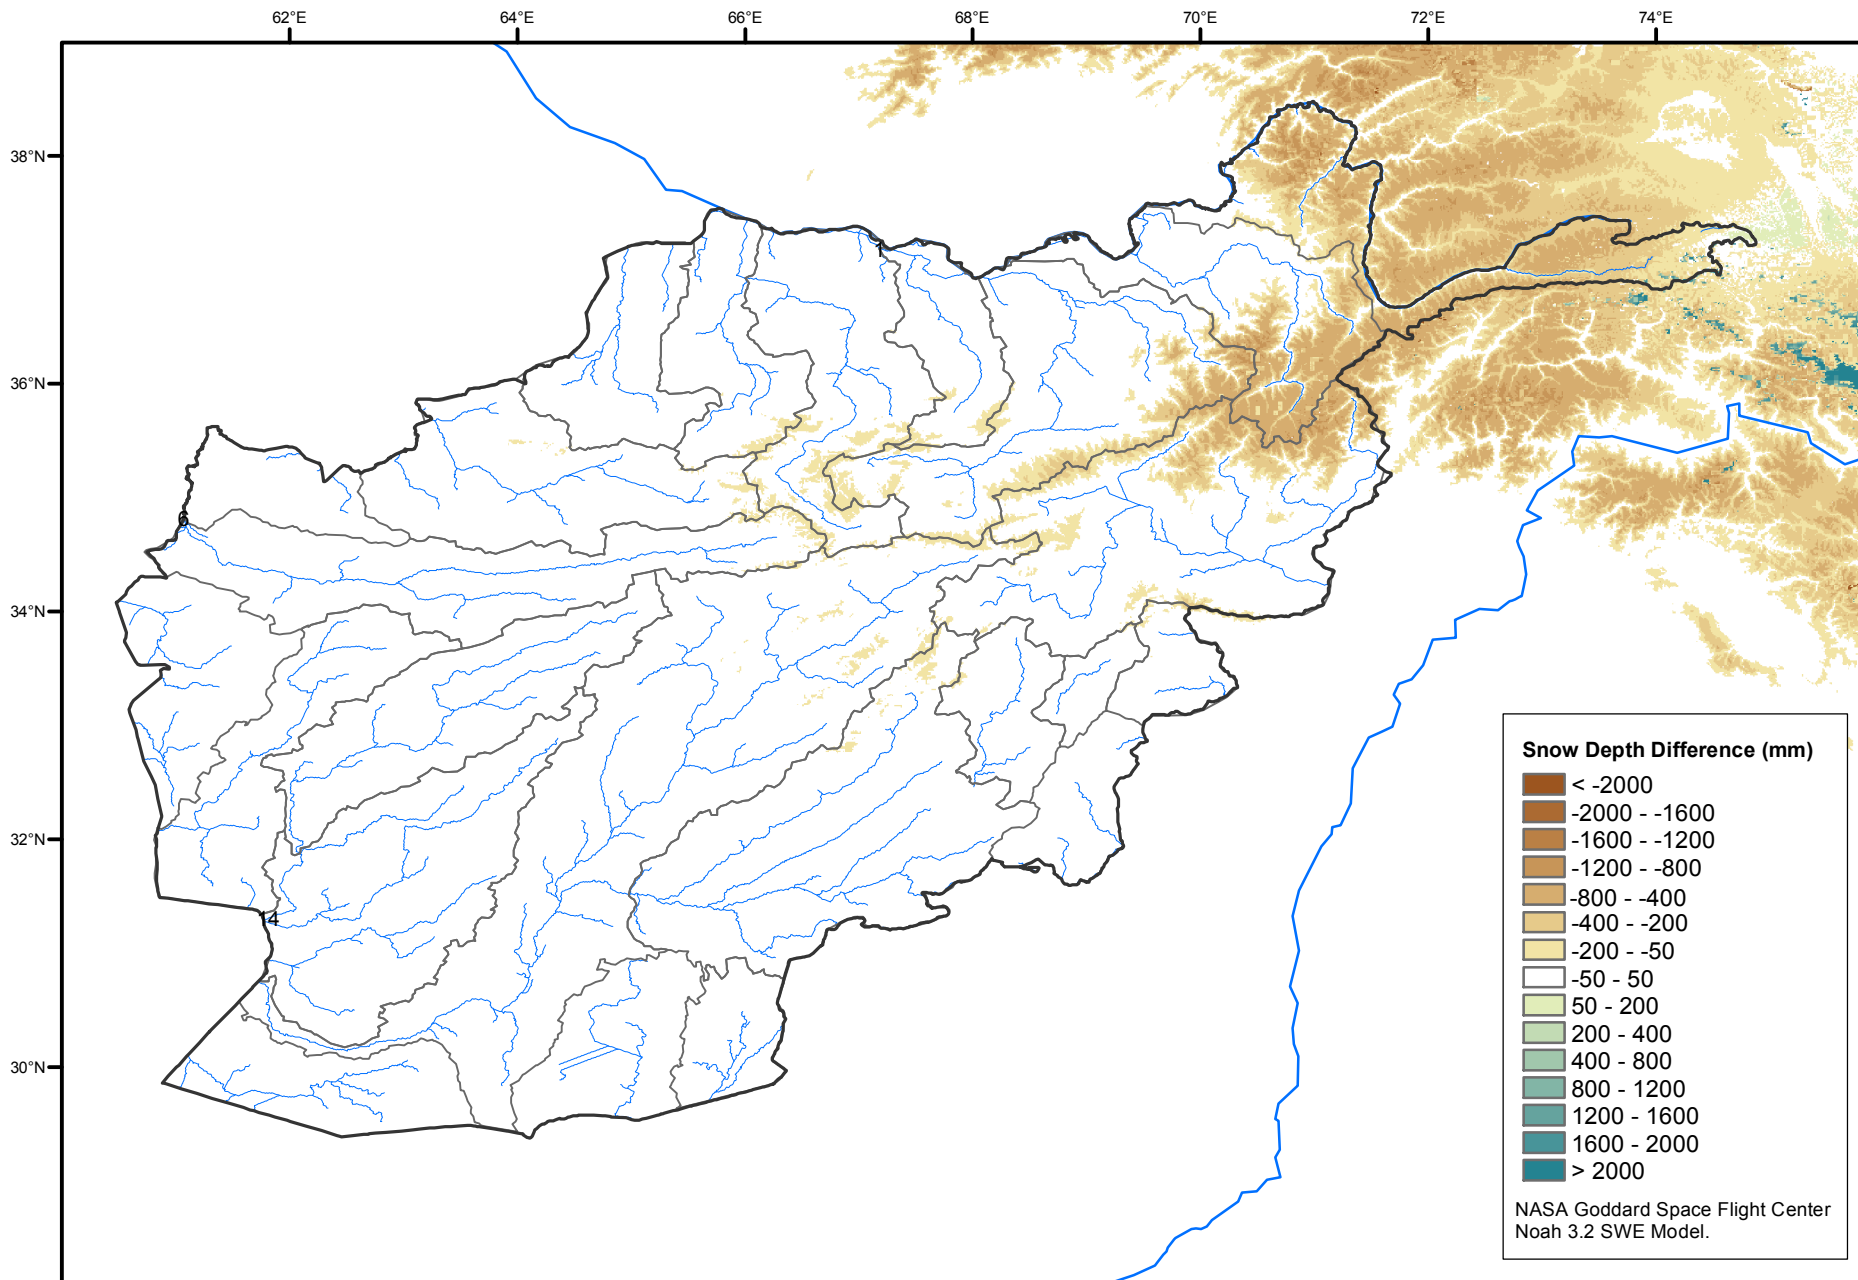 62°E 64°E 66°E 68°E 70°E 72°E 74°E
38°N
1
36°N
6
34°N
32°N
14
30°N
Snow Depth Difference (mm)
< -2000
-2000 - -1600
-1600 - -1200
-1200 - -800
-800 - -400
-400 - -200
-200 - -50
-50 - 50
50 - 200
200 - 400
400 - 800
800 - 1200
1200 - 1600
1600 - 2000
> 2000
NASA Goddard Space Flight Center
Noah 3.2 SWE Model.